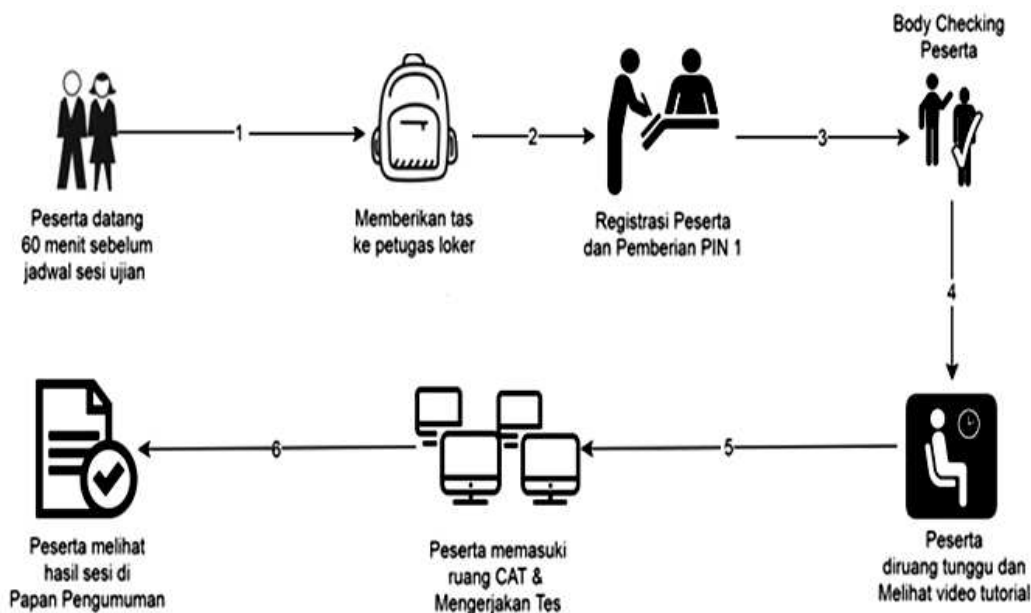 Peserta datang
60 menit sebelum
jadwal sesi ujian
1
Memberikan tas
ke petugas loker
2
Registrasi Peserta
dan Pemberian PIN 1
3
Body Checking
Peserta
4
Peserta
diruang tunggu dan
Melihat video tutorial
5
Peserta memasuki
ruang CAT &
Mengerjakan Tes
6
Peserta melihat
hasil sesi di
Papan Pengumuman